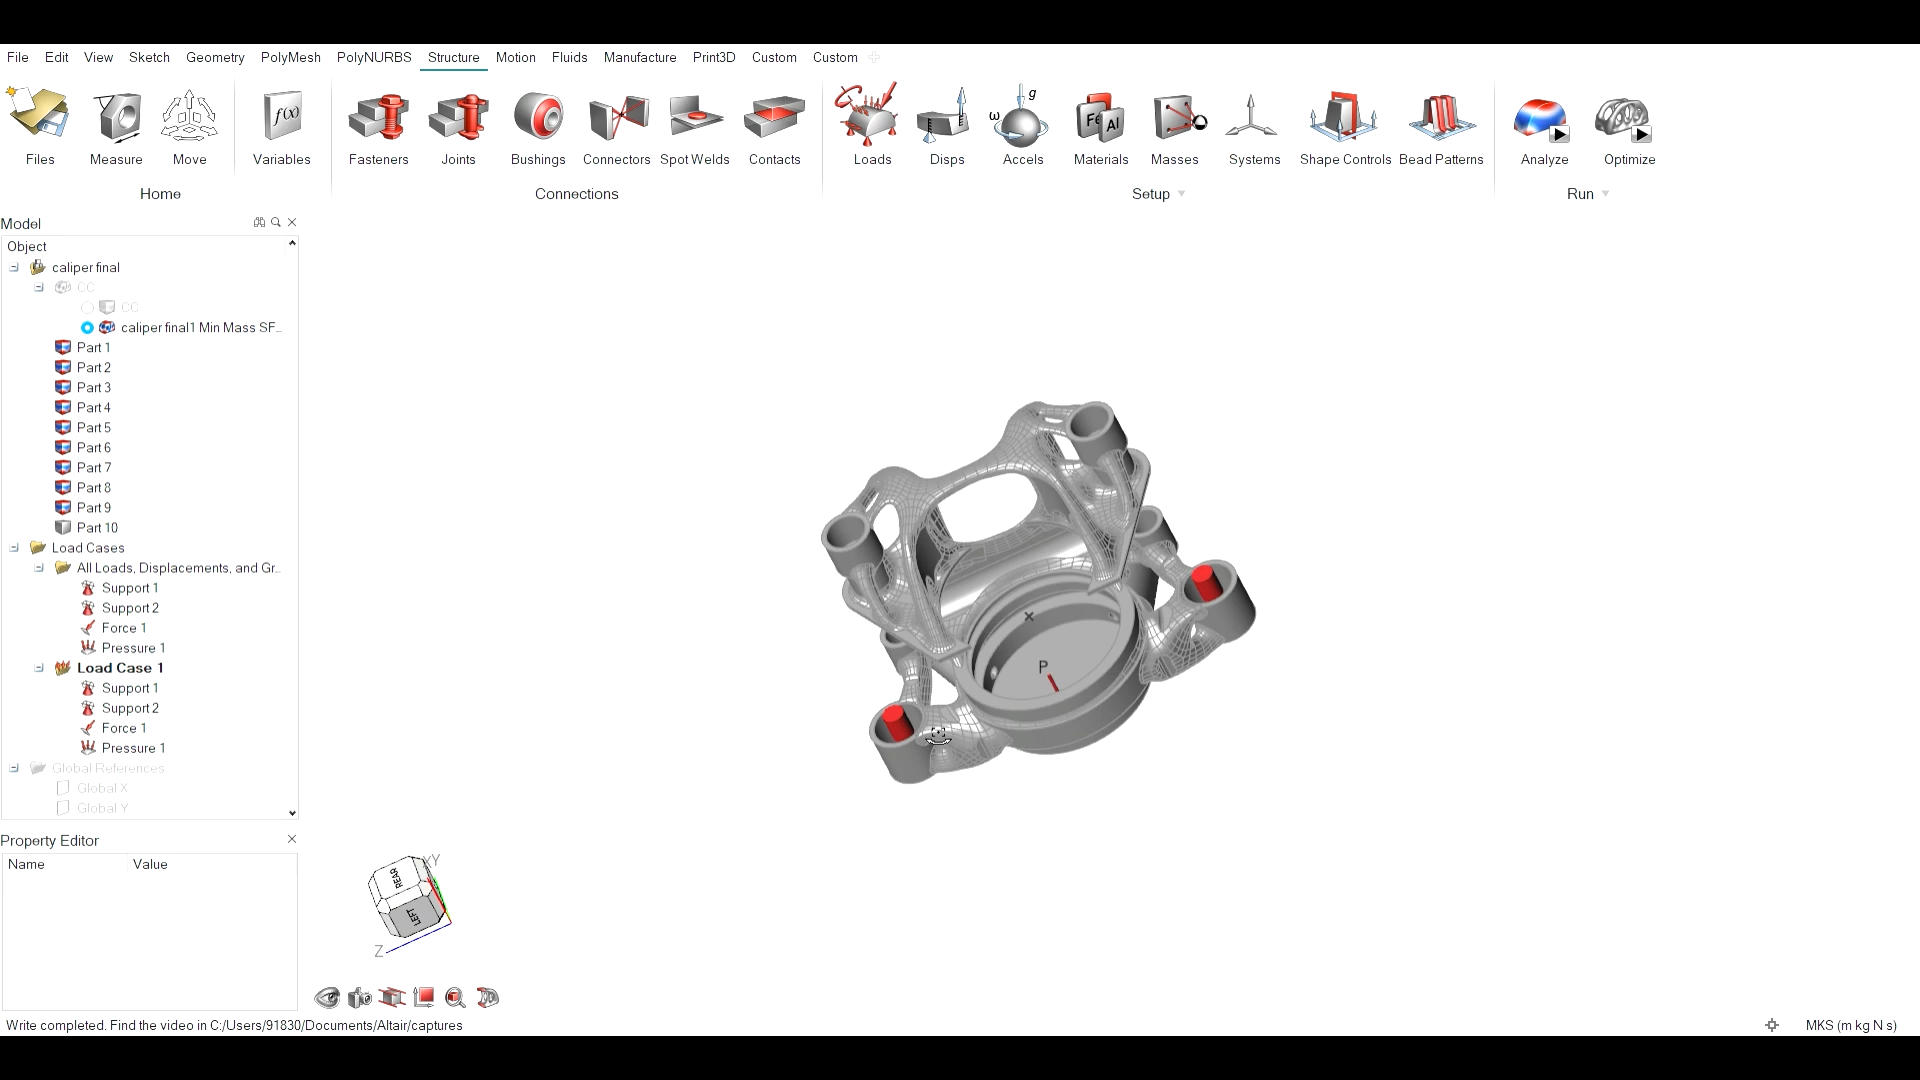 File Edit View Sketch Geometry PolyMesh PolyNURBS Structure Motion Fluids Manufacture Print3D Custom Custom
f(x) ω g Fe Al
Files Measure Move Variables Fasteners Joints Bushings Connectors Spot Welds Contacts Loads Disps Accels Materials Masses Systems Shape Controls Bead Patterns Analyze Optimize
Home Connections Setup Run
Model
Object
caliper final
CC
CC
caliper final1 Min Mass SF...
Part 1
Part 2
Part 3
Part 4
Part 5
Part 6
Part 7
Part 8
Part 9
Part 10
Load Cases
All Loads, Displacements, and Gr...
Support 1
Support 2
Force 1
Pressure 1
Load Case 1
Support 1
Support 2
Force 1
Pressure 1
Global References
Global X
Global Y
P
Property Editor
Name Value
XY
REAR
LEFT
Z
Write completed. Find the video in C:/Users/91830/Documents/Altair/captures
MKS (m kg N s)